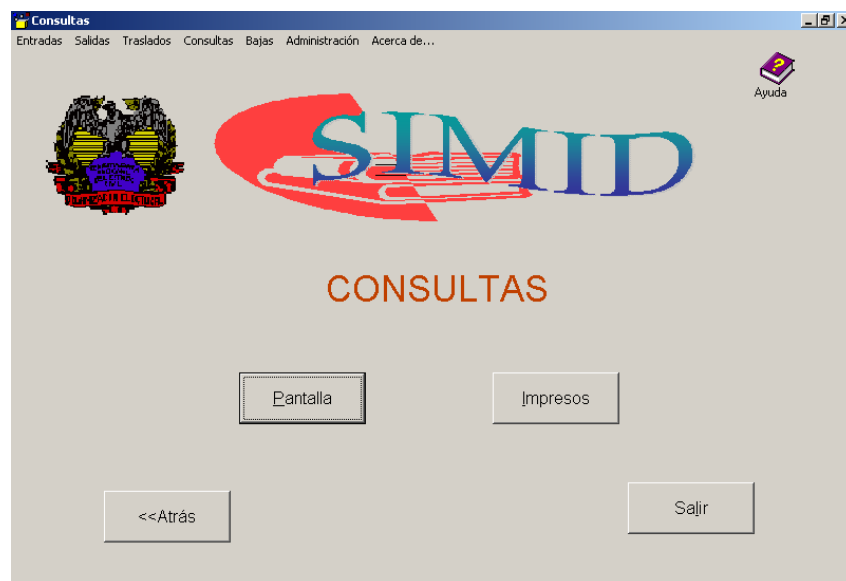 Consultas
Entradas Salidas Traslados Consultas Bajas Administración Acerca de...
Ayuda
SIMID
CONSULTAS
Pantalla
Impresos
<<Atrás
Salir